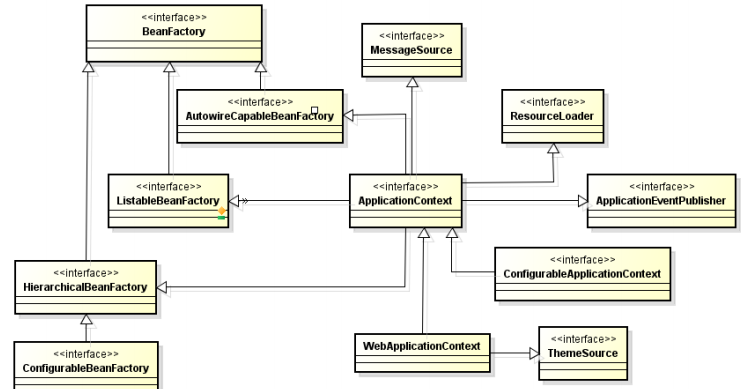 <<interface>>
BeanFactory
<<interface>>
MessageSource
<<interface>>
AutowireCapableBeanFactory
<<interface>>
ResourceLoader
<<interface>>
ListableBeanFactory
<<interface>>
ApplicationContext
<<interface>>
ApplicationEventPublisher
<<interface>>
HierarchicalBeanFactory
<<interface>>
ConfigurableApplicationContext
WebApplicationContext
<<interface>>
ThemeSource
<<interface>>
ConfigurableBeanFactory